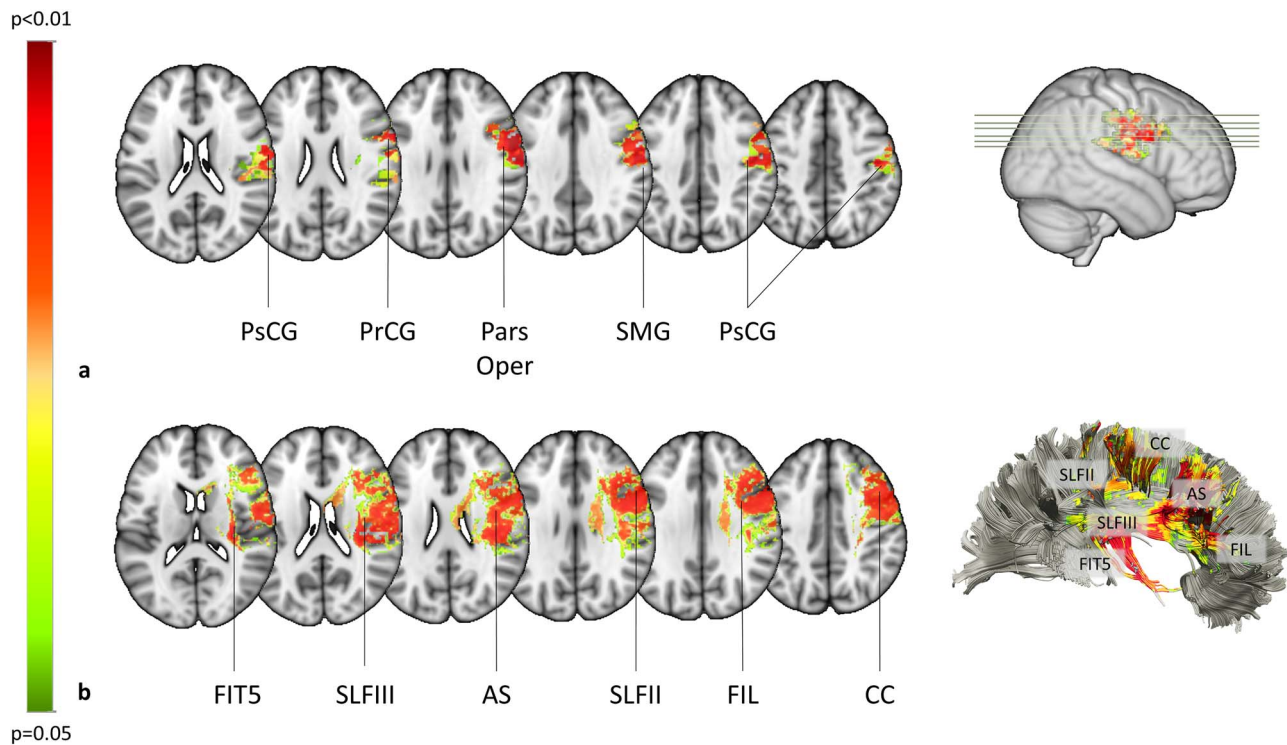 p<0.01
PsCG
PrCG
Pars
Oper
SMG
PsCG
a
CC
SLFII
AS
SLFIII
FIL
FIT5
FIT5
SLFIII
AS
SLFII
FIL
CC
b
p=0.05